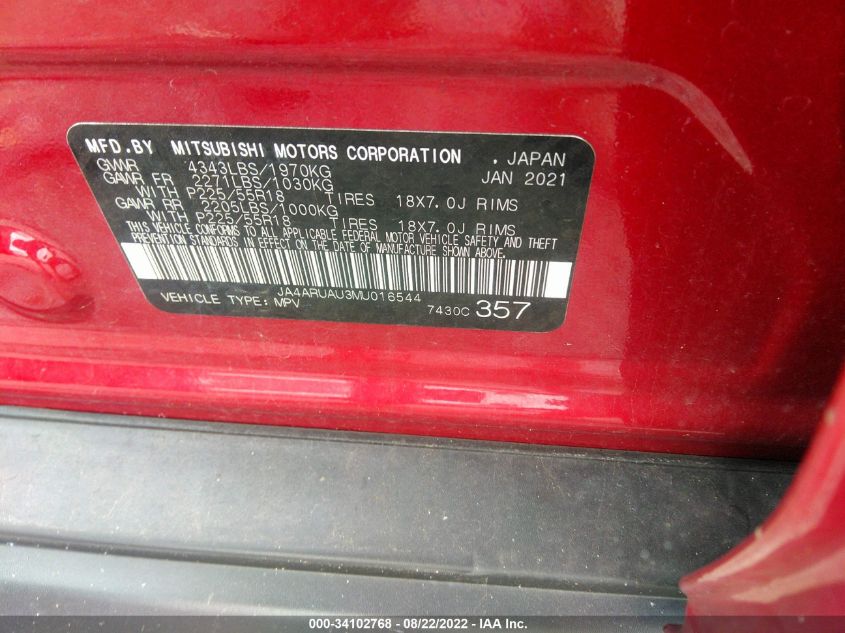 MFD.BY MITSUBISHI MOTORS CORPORATION . JAPAN
GVWR 4343LBS/1970KG JAN 2021
GAWR FR 2271LBS/1030KG
WITH P225/55R18 TIRES 18X7.0J RIMS
GAWR RR 2205LBS/1000KG
WITH P225/55R18 TIRES 18X7.0J RIMS
THIS VEHICLE CONFORMS TO ALL APPLICABLE FEDERAL MOTOR VEHICLE SAFETY AND THEFT
PREVENTION STANDARDS IN EFFECT ON THE DATE OF MANUFACTURE SHOWN ABOVE.
JA4ARUAU3MU016544
VEHICLE TYPE: MPV 7430C 357
000-34102768 - 08/22/2022 - IAA Inc.